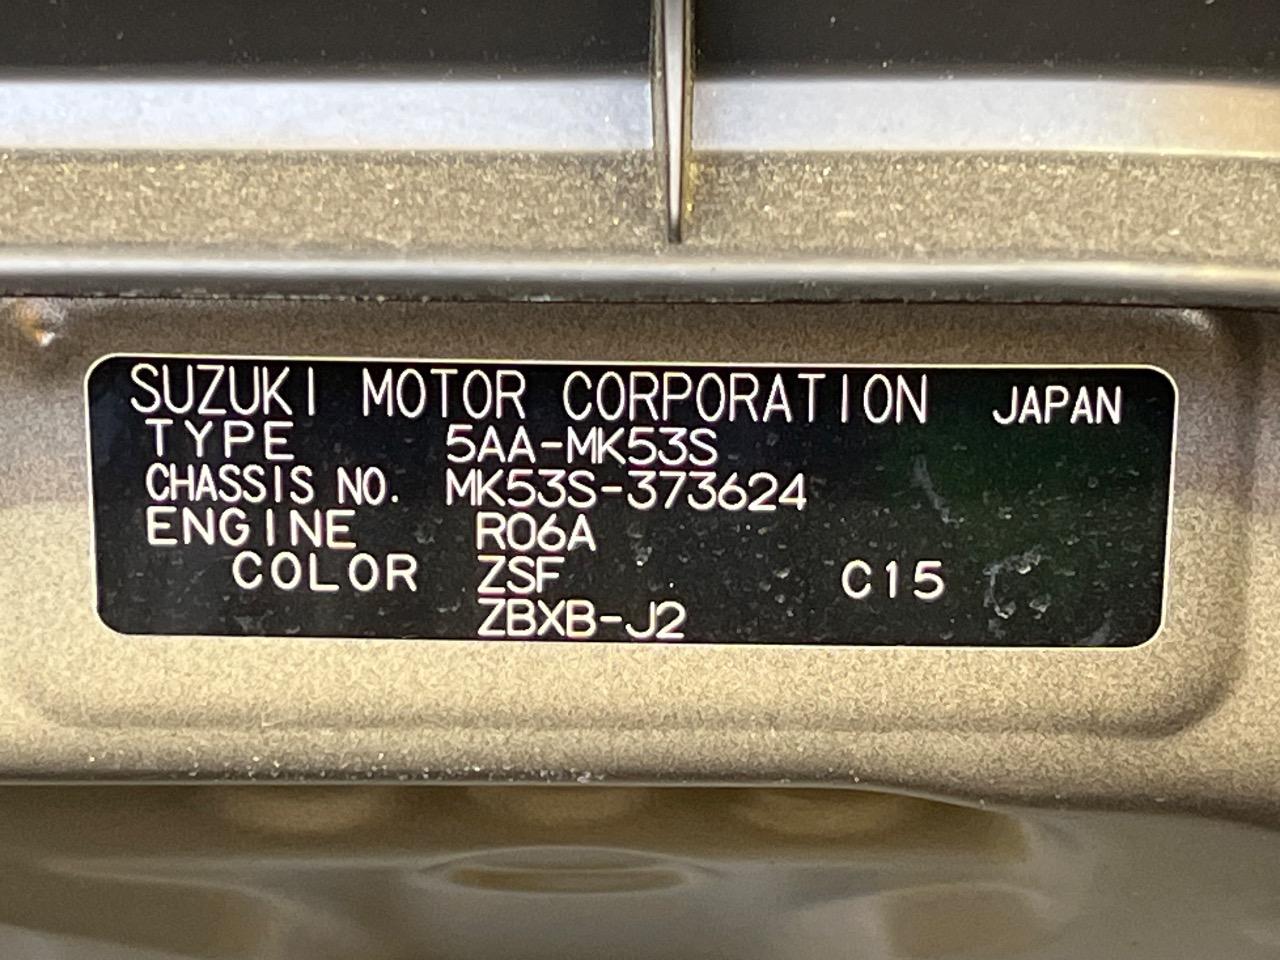 SUZUKI MOTOR CORPORATION JAPAN
TYPE 5AA-MK53S
CHASSIS NO. MK53S-373624
ENGINE R06A
COLOR ZSF C15
ZBXB-J2